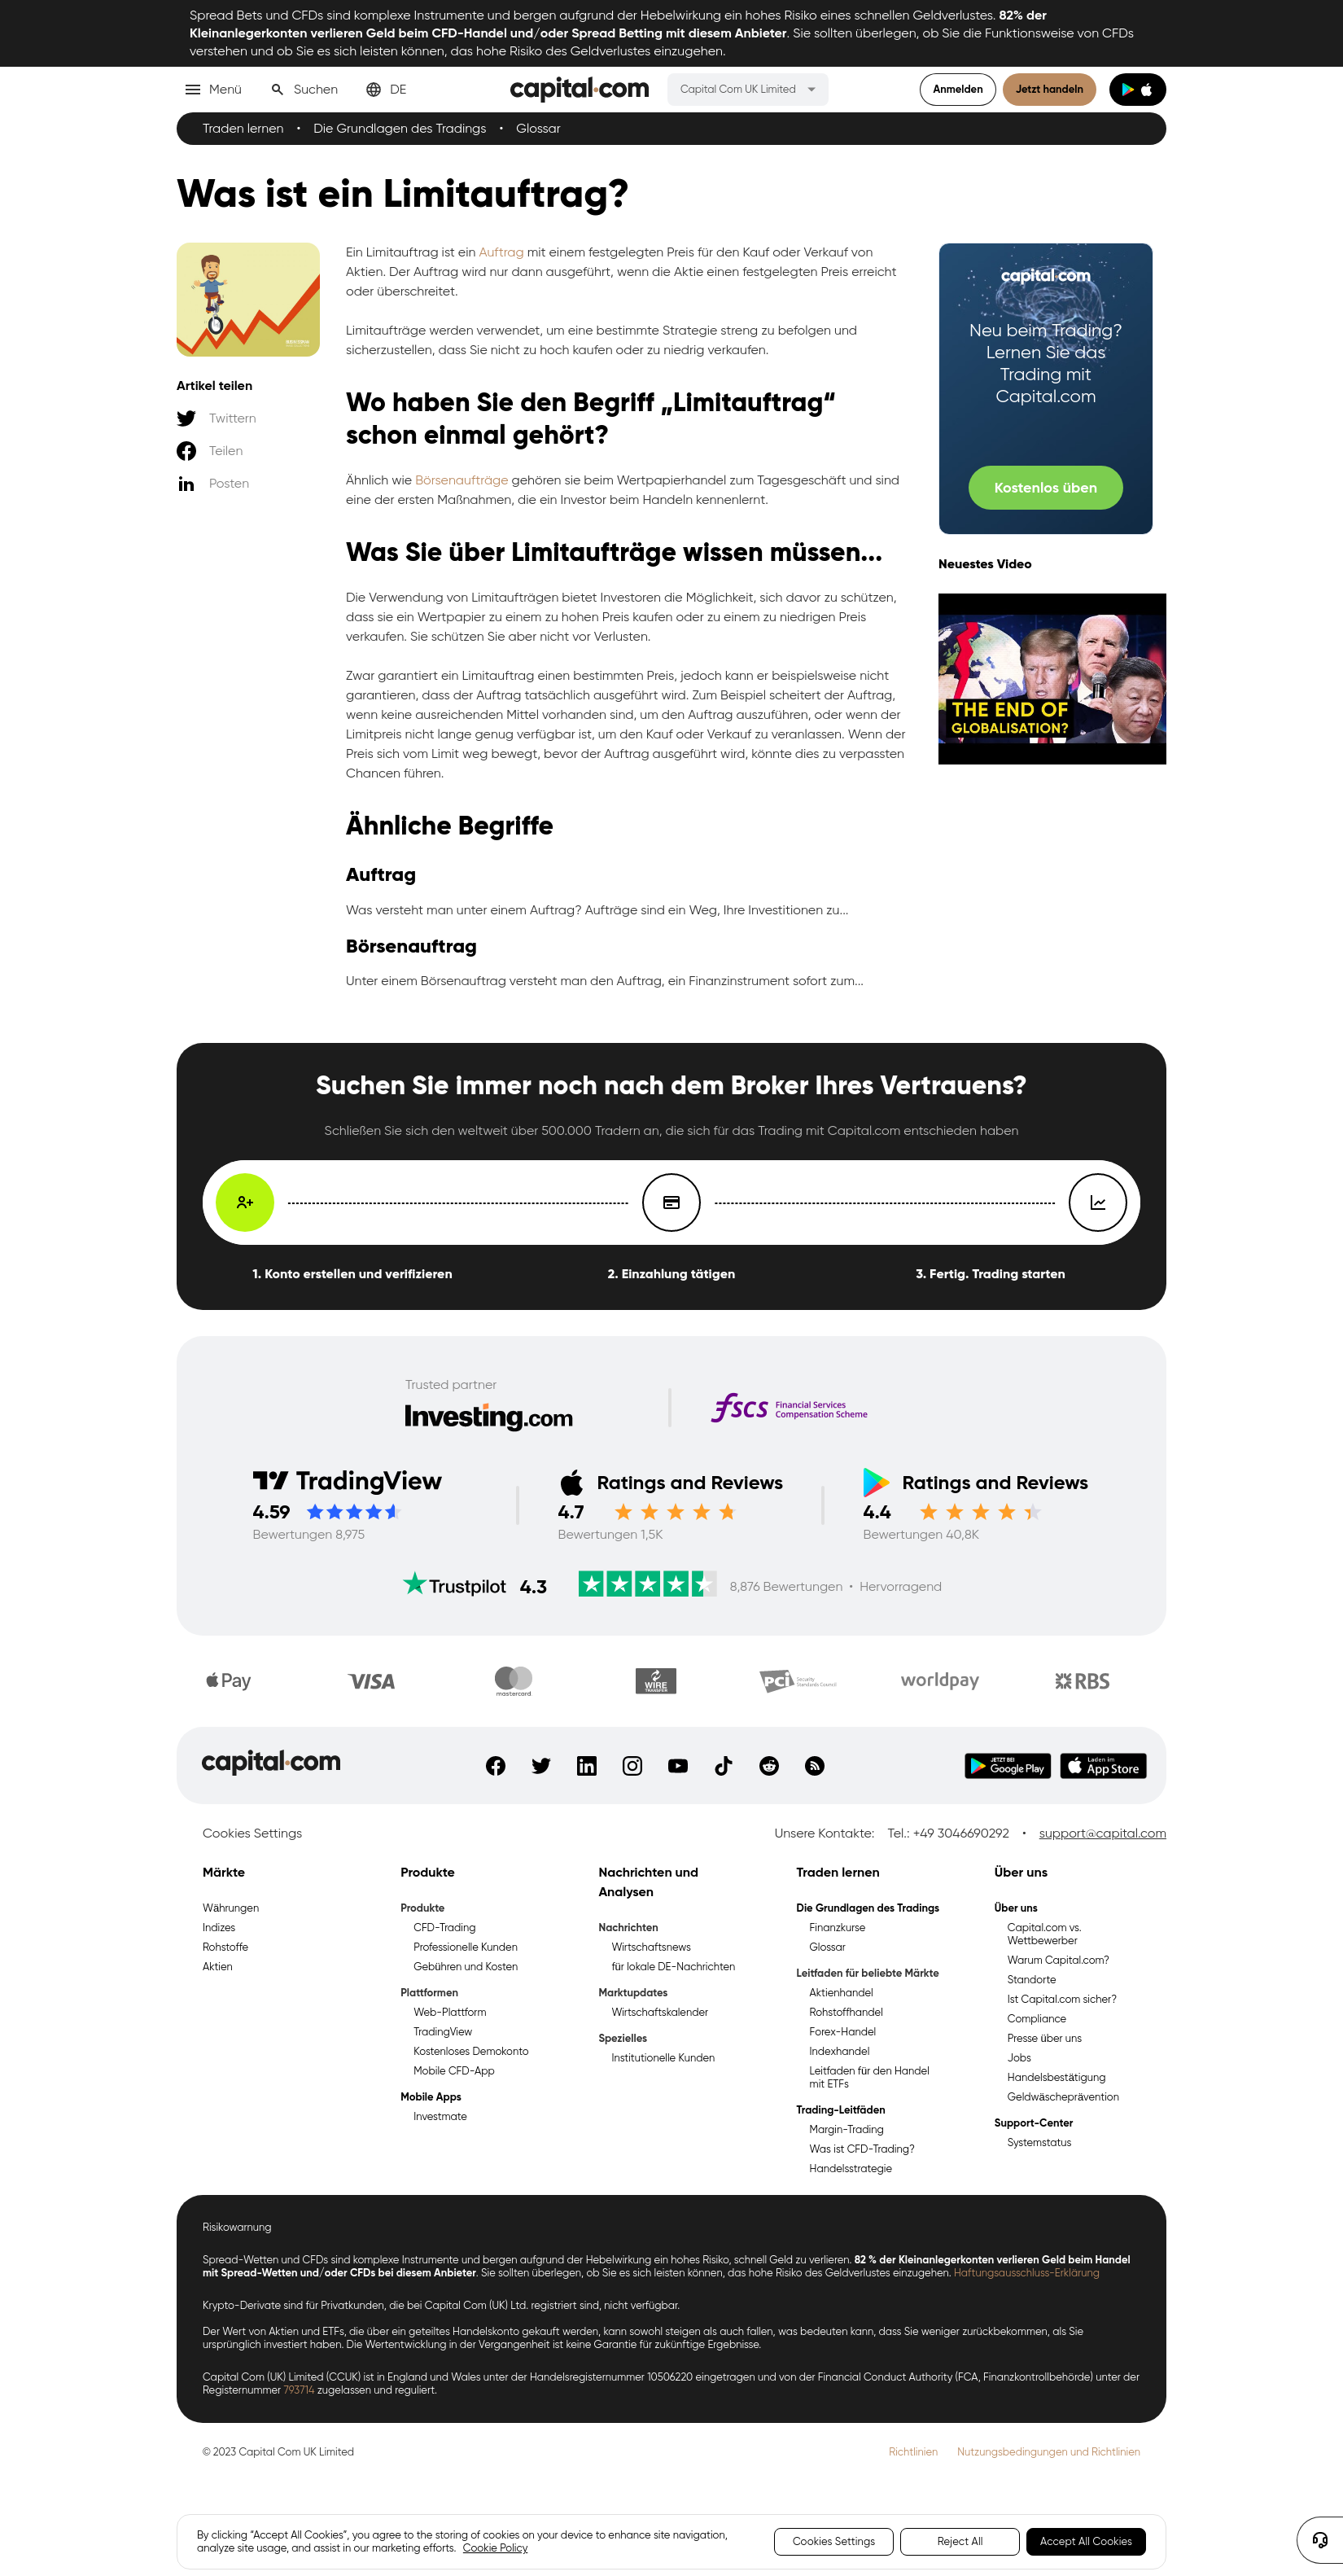 Spread Bets und CFDs sind komplexe Instrumente und bergen aufgrund der Hebelwirkung ein hohes Risiko eines schnellen Geldverlustes. 82% der
Kleinanlegerkonten verlieren Geld beim CFD-Handel und/oder Spread Betting mit diesem Anbieter. Sie sollten überlegen, ob Sie die Funktionsweise von CFDs
verstehen und ob Sie es sich leisten können, das hohe Risiko des Geldverlustes einzugehen.
Menü
Suchen
DE
capital.com
Capital Com UK Limited
Anmelden
Jetzt handeln
Traden lernen • Die Grundlagen des Tradings • Glossar
Was ist ein Limitauftrag?
Artikel teilen
Twittern
Teilen
Posten
Ein Limitauftrag ist ein Auftrag mit einem festgelegten Preis für den Kauf oder Verkauf von
Aktien. Der Auftrag wird nur dann ausgeführt, wenn die Aktie einen festgelegten Preis erreicht
oder überschreitet.
Limitaufträge werden verwendet, um eine bestimmte Strategie streng zu befolgen und
sicherzustellen, dass Sie nicht zu hoch kaufen oder zu niedrig verkaufen.
Wo haben Sie den Begriff „Limitauftrag“
schon einmal gehört?
Ähnlich wie Börsenaufträge gehören sie beim Wertpapierhandel zum Tagesgeschäft und sind
eine der ersten Maßnahmen, die ein Investor beim Handeln kennenlernt.
Was Sie über Limitaufträge wissen müssen...
Die Verwendung von Limitaufträgen bietet Investoren die Möglichkeit, sich davor zu schützen,
dass sie ein Wertpapier zu einem zu hohen Preis kaufen oder zu einem zu niedrigen Preis
verkaufen. Sie schützen Sie aber nicht vor Verlusten.
Zwar garantiert ein Limitauftrag einen bestimmten Preis, jedoch kann er beispielsweise nicht
garantieren, dass der Auftrag tatsächlich ausgeführt wird. Zum Beispiel scheitert der Auftrag,
wenn keine ausreichenden Mittel vorhanden sind, um den Auftrag auszuführen, oder wenn der
Limitpreis nicht lange genug verfügbar ist, um den Kauf oder Verkauf zu veranlassen. Wenn der
Preis sich vom Limit weg bewegt, bevor der Auftrag ausgeführt wird, könnte dies zu verpassten
Chancen führen.
Ähnliche Begriffe
Auftrag
Was versteht man unter einem Auftrag? Aufträge sind ein Weg, Ihre Investitionen zu...
Börsenauftrag
Unter einem Börsenauftrag versteht man den Auftrag, ein Finanzinstrument sofort zum...
capital.com
Neu beim Trading?
Lernen Sie das
Trading mit
Capital.com
Kostenlos üben
Neuestes Video
THE END OF
GLOBALISATION?
Suchen Sie immer noch nach dem Broker Ihres Vertrauens?
Schließen Sie sich den weltweit über 500.000 Tradern an, die sich für das Trading mit Capital.com entschieden haben
1. Konto erstellen und verifizieren
2. Einzahlung tätigen
3. Fertig. Trading starten
Trusted partner
Investing.com
fscs Financial Services
Compensation Scheme
TradingView
4.59
Bewertungen 8,975
Ratings and Reviews
4.7
Bewertungen 1,5K
Ratings and Reviews
4.4
Bewertungen 40,8K
Trustpilot 4.3
8,876 Bewertungen • Hervorragend
Pay
VISA
mastercard
WIRE
TRANSFER
PCI Security
Standards Council
worldpay
RBS
capital.com
JETZT BEI
Google Play
Laden im
App Store
Cookies Settings
Unsere Kontakte: Tel.: +49 3046690292 • support@capital.com
Märkte
Währungen
Indizes
Rohstoffe
Aktien
Produkte
Produkte
CFD-Trading
Professionelle Kunden
Gebühren und Kosten
Plattformen
Web-Plattform
TradingView
Kostenloses Demokonto
Mobile CFD-App
Mobile Apps
Investmate
Nachrichten und
Analysen
Nachrichten
Wirtschaftsnews
für lokale DE-Nachrichten
Marktupdates
Wirtschaftskalender
Spezielles
Institutionelle Kunden
Traden lernen
Die Grundlagen des Tradings
Finanzkurse
Glossar
Leitfaden für beliebte Märkte
Aktienhandel
Rohstoffhandel
Forex-Handel
Indexhandel
Leitfaden für den Handel
mit ETFs
Trading-Leitfäden
Margin-Trading
Was ist CFD-Trading?
Handelsstrategie
Über uns
Über uns
Capital.com vs.
Wettbewerber
Warum Capital.com?
Standorte
Ist Capital.com sicher?
Compliance
Presse über uns
Jobs
Handelsbestätigung
Geldwäscheprävention
Support-Center
Systemstatus
Risikowarnung
Spread-Wetten und CFDs sind komplexe Instrumente und bergen aufgrund der Hebelwirkung ein hohes Risiko, schnell Geld zu verlieren. 82 % der Kleinanlegerkonten verlieren Geld beim Handel
mit Spread-Wetten und/oder CFDs bei diesem Anbieter. Sie sollten überlegen, ob Sie es sich leisten können, das hohe Risiko des Geldverlustes einzugehen. Haftungsausschluss-Erklärung
Krypto-Derivate sind für Privatkunden, die bei Capital Com (UK) Ltd. registriert sind, nicht verfügbar.
Der Wert von Aktien und ETFs, die über ein geteiltes Handelskonto gekauft werden, kann sowohl steigen als auch fallen, was bedeuten kann, dass Sie weniger zurückbekommen, als Sie
ursprünglich investiert haben. Die Wertentwicklung in der Vergangenheit ist keine Garantie für zukünftige Ergebnisse.
Capital Com (UK) Limited (CCUK) ist in England und Wales unter der Handelsregisternummer 10506220 eingetragen und von der Financial Conduct Authority (FCA, Finanzkontrollbehörde) unter der
Registernummer 793714 zugelassen und reguliert.
© 2023 Capital Com UK Limited
Richtlinien
Nutzungsbedingungen und Richtlinien
By clicking “Accept All Cookies”, you agree to the storing of cookies on your device to enhance site navigation,
analyze site usage, and assist in our marketing efforts. Cookie Policy
Cookies Settings
Reject All
Accept All Cookies